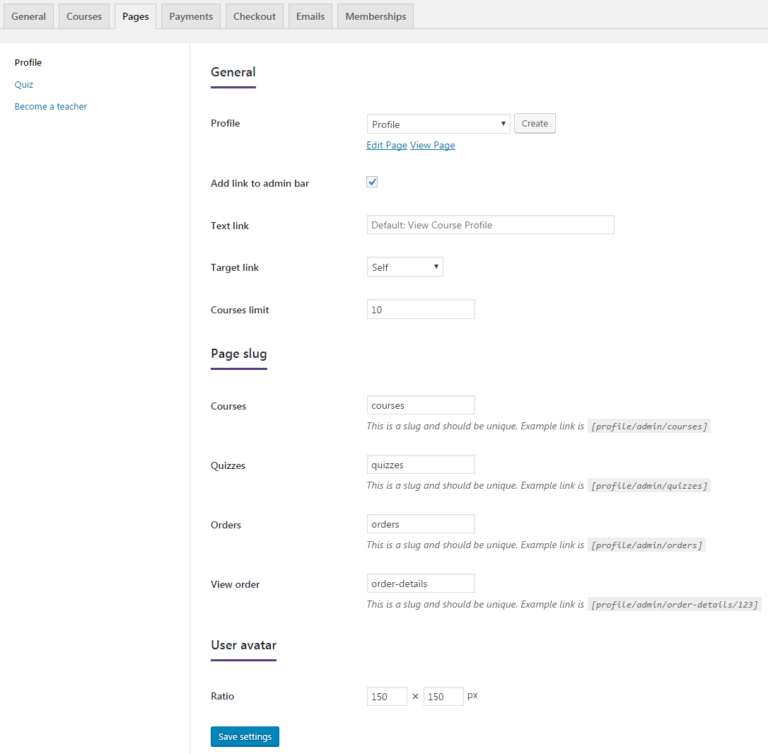 General Courses Pages Payments Checkout Emails Memberships
Profile
Quiz
Become a teacher
General
Profile Profile Create
Edit Page View Page
Add link to admin bar
Text link Default: View Course Profile
Target link Self
Courses limit 10
Page slug
Courses courses
This is a slug and should be unique. Example link is [profile/admin/courses]
Quizzes quizzes
This is a slug and should be unique. Example link is [profile/admin/quizzes]
Orders orders
This is a slug and should be unique. Example link is [profile/admin/orders]
View order order-details
This is a slug and should be unique. Example link is [profile/admin/order-details/123]
User avatar
Ratio 150 × 150 px
Save settings